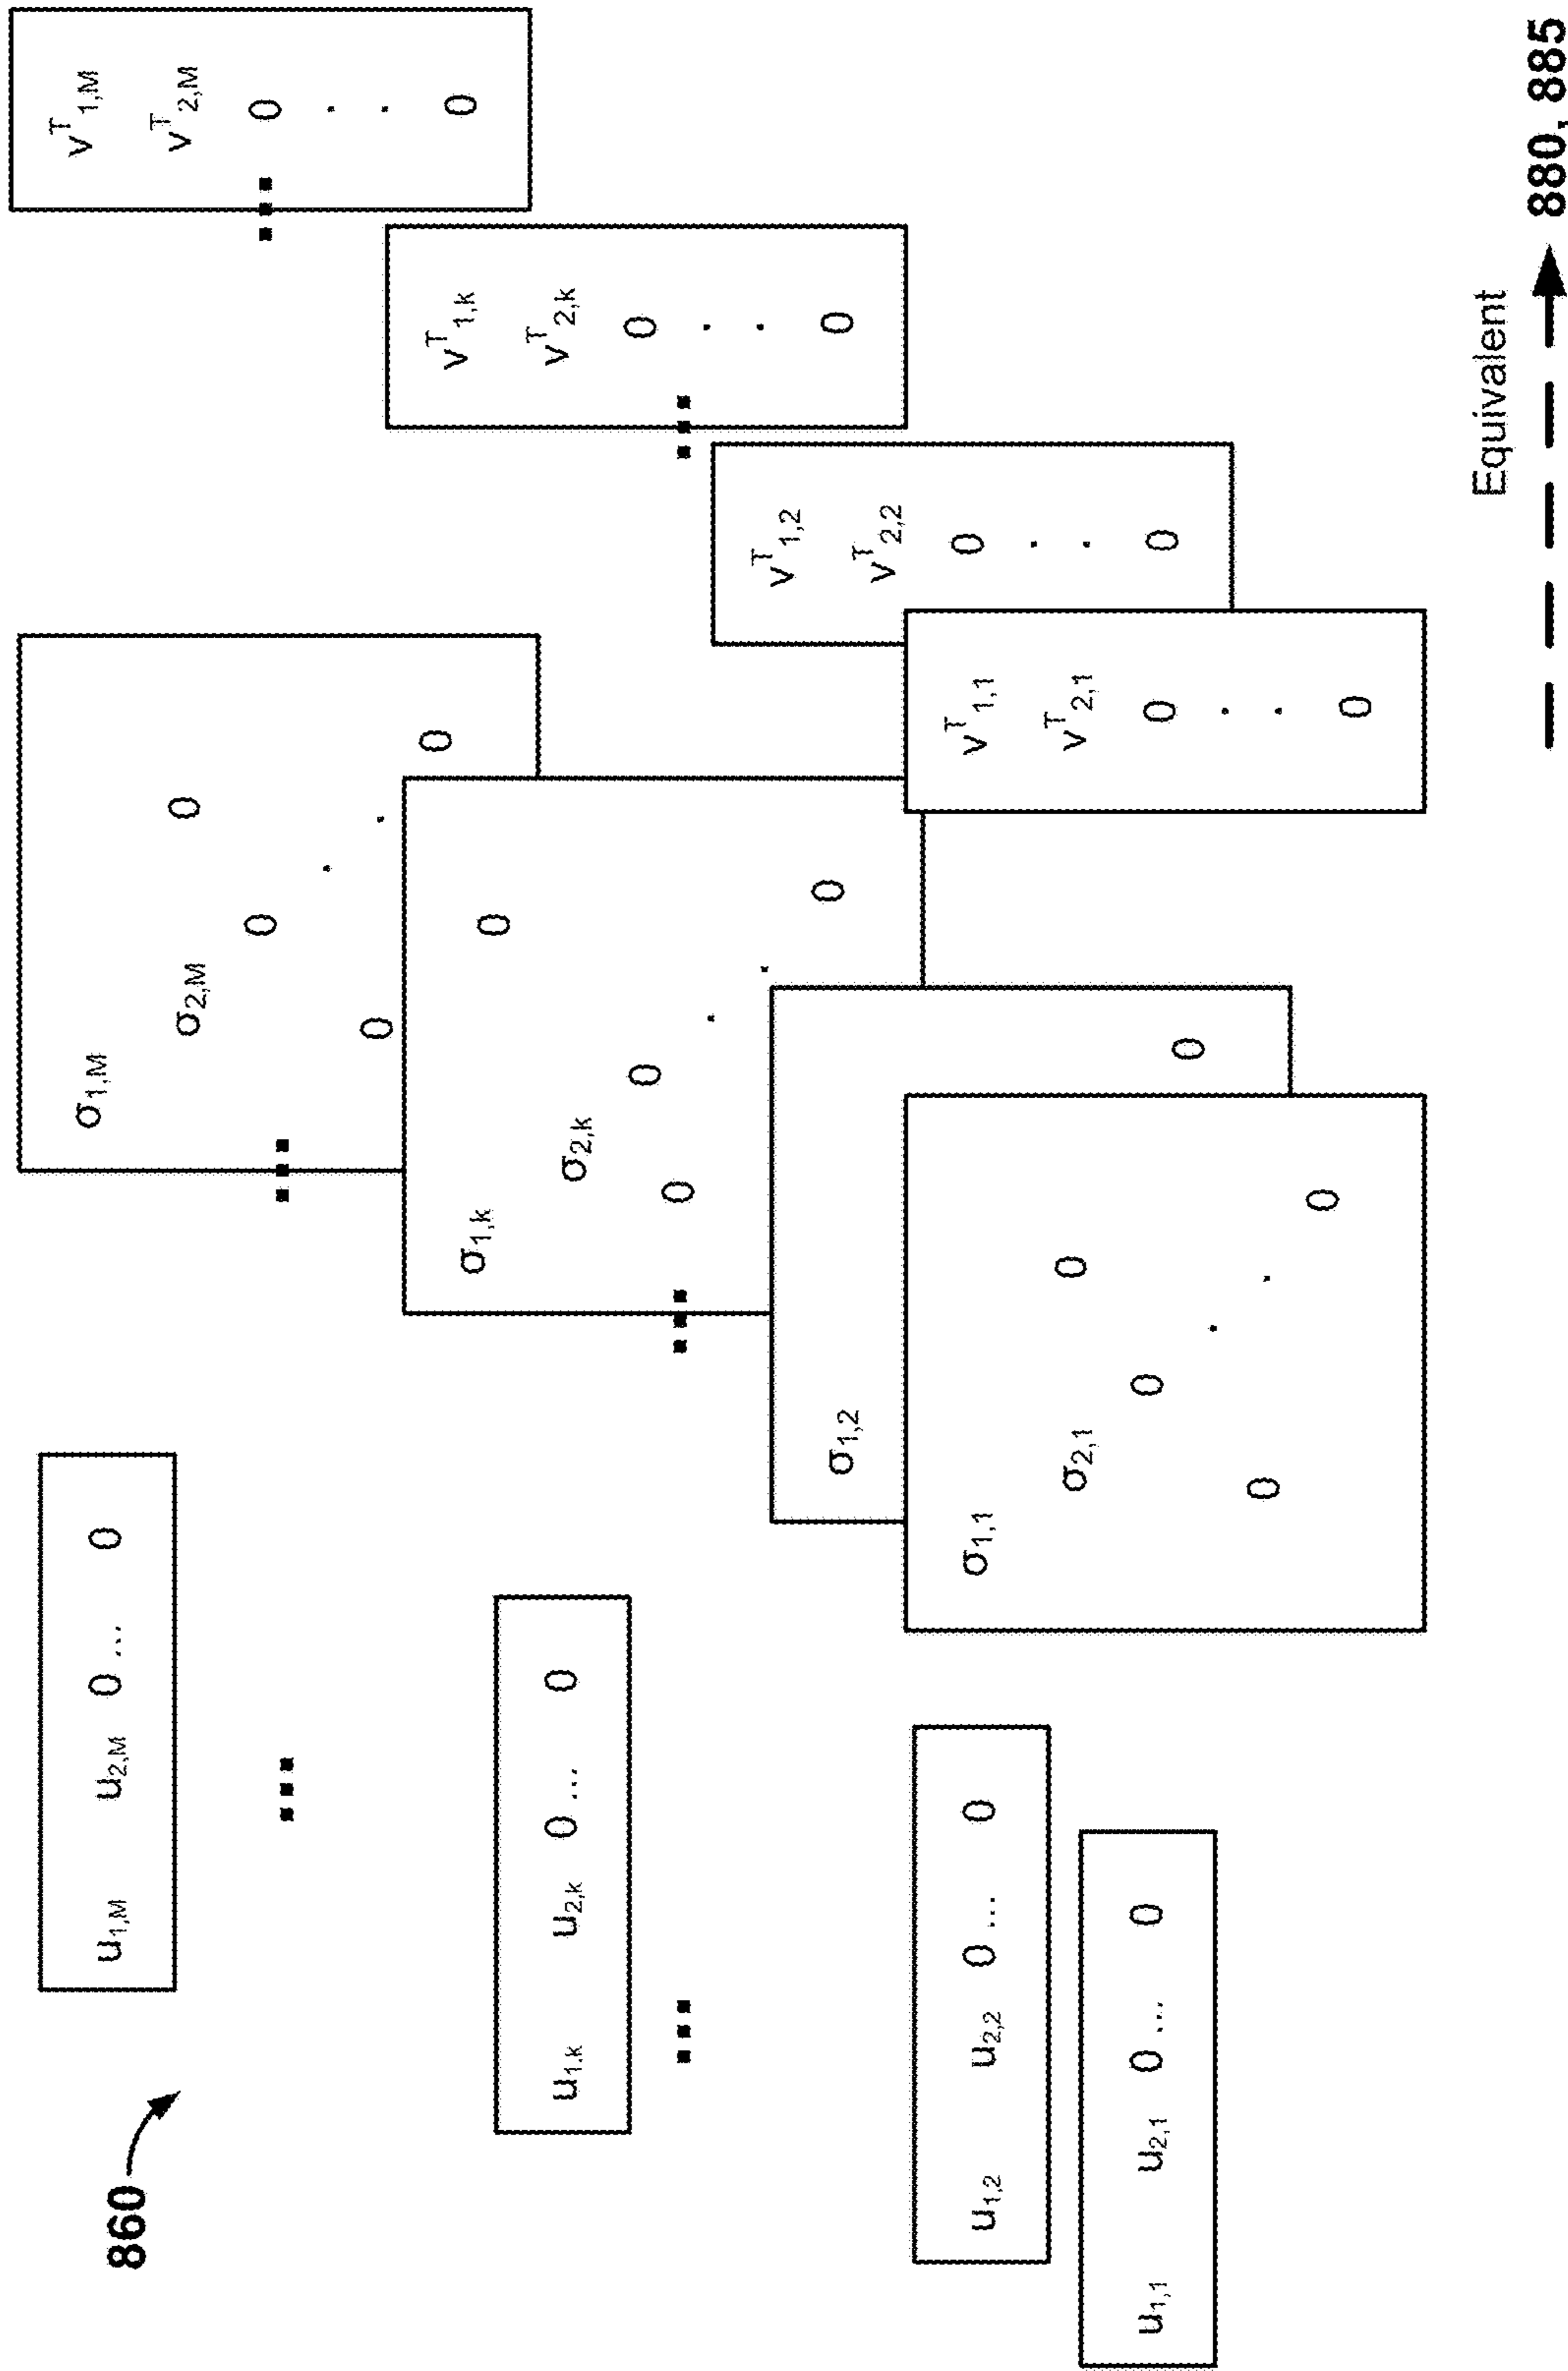 860
u1,M u2,M 0 ... 0
u1,k u2,k 0 ... 0
u1,2 u2,2 0 ... 0
u1,1 u2,1 0 ... 0
σ1,M
σ2,M 0
0
0 .
.
0
σ1,k
0
σ2,k
0
0
.
.
0
σ1,2
0
σ1,1
σ2,1 0
0
0 .
.
0
vT1,M
vT2,M
0
.
.
0
vT1,k
vT2,k
0
.
.
0
vT1,2
vT2,2
0
.
.
0
vT1,1
vT2,1
0
.
.
0
Equivalent
880, 885